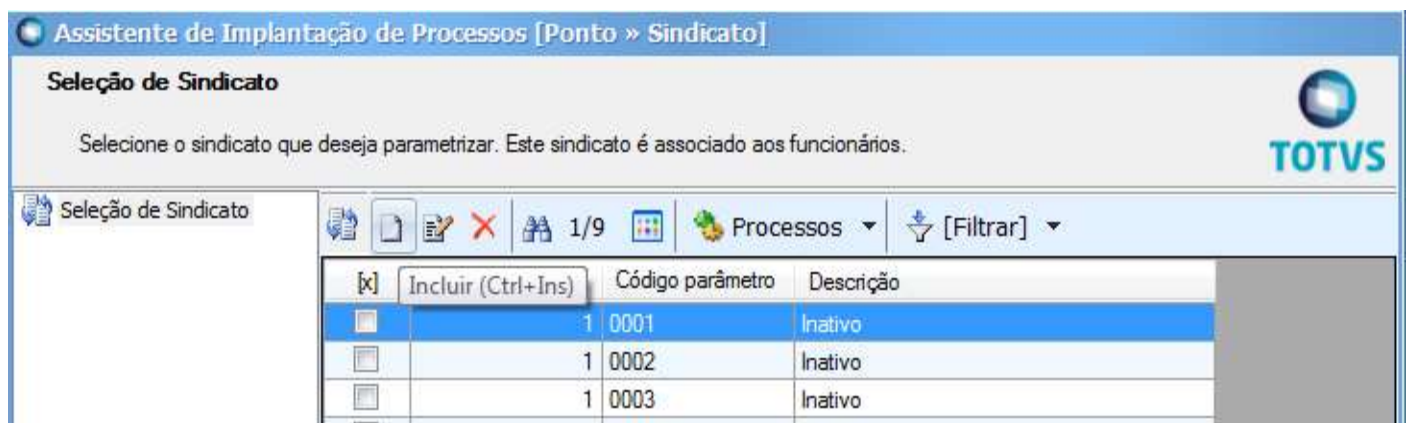 Assistente de Implantação de Processos [Ponto » Sindicato]
Seleção de Sindicato
Selecione o sindicato que deseja parametrizar. Este sindicato é associado aos funcionários.
TOTVS
Seleção de Sindicato
1/9 Processos [Filtrar]
[x] Incluir (Ctrl+Ins) Código parâmetro Descrição
1 0001 Inativo
1 0002 Inativo
1 0003 Inativo